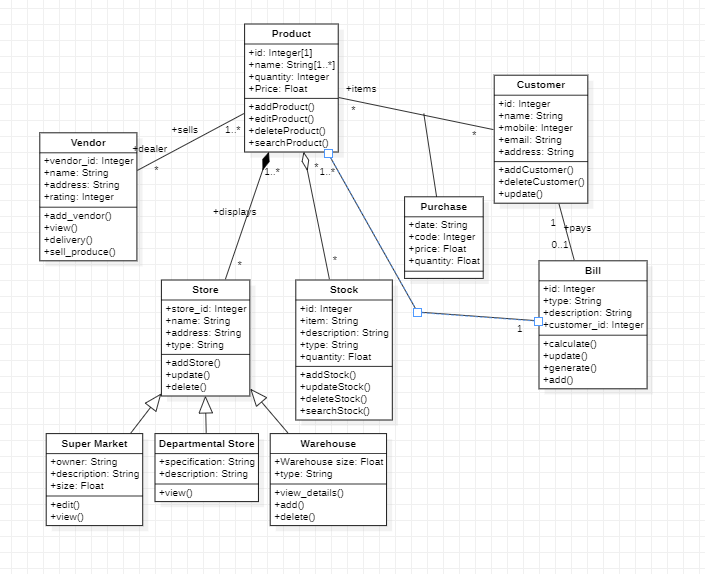 Product
+id: Integer[1]
+name: String[1..*]
+quantity: Integer
+Price: Float
+addProduct()
+editProduct()
+deleteProduct()
+searchProduct()
+items
*
*
Customer
+id: Integer
+name: String
+mobile: Integer
+email: String
+address: String
+addCustomer()
+deleteCustomer()
+update()
+sells
1..*
+dealer
*
Vendor
+vendor_id: Integer
+name: String
+address: String
+rating: Integer
+add_vendor()
+view()
+delivery()
+sell_produce()
1..*
*
1..*
+displays
*
*
Purchase
+date: String
+code: Integer
+price: Float
+quantity: Float
1
+pays
0..1
Bill
+id: Integer
+type: String
+description: String
+customer_id: Integer
+calculate()
+update()
+generate()
+add()
1
Store
+store_id: Integer
+name: String
+address: String
+type: String
+addStore()
+update()
+delete()
Stock
+id: Integer
+item: String
+description: String
+type: String
+quantity: Float
+addStock()
+updateStock()
+deleteStock()
+searchStock()
Super Market
+owner: String
+description: String
+size: Float
+edit()
+view()
Departmental Store
+specification: String
+description: String
+view()
Warehouse
+Warehouse size: Float
+type: String
+view_details()
+add()
+delete()